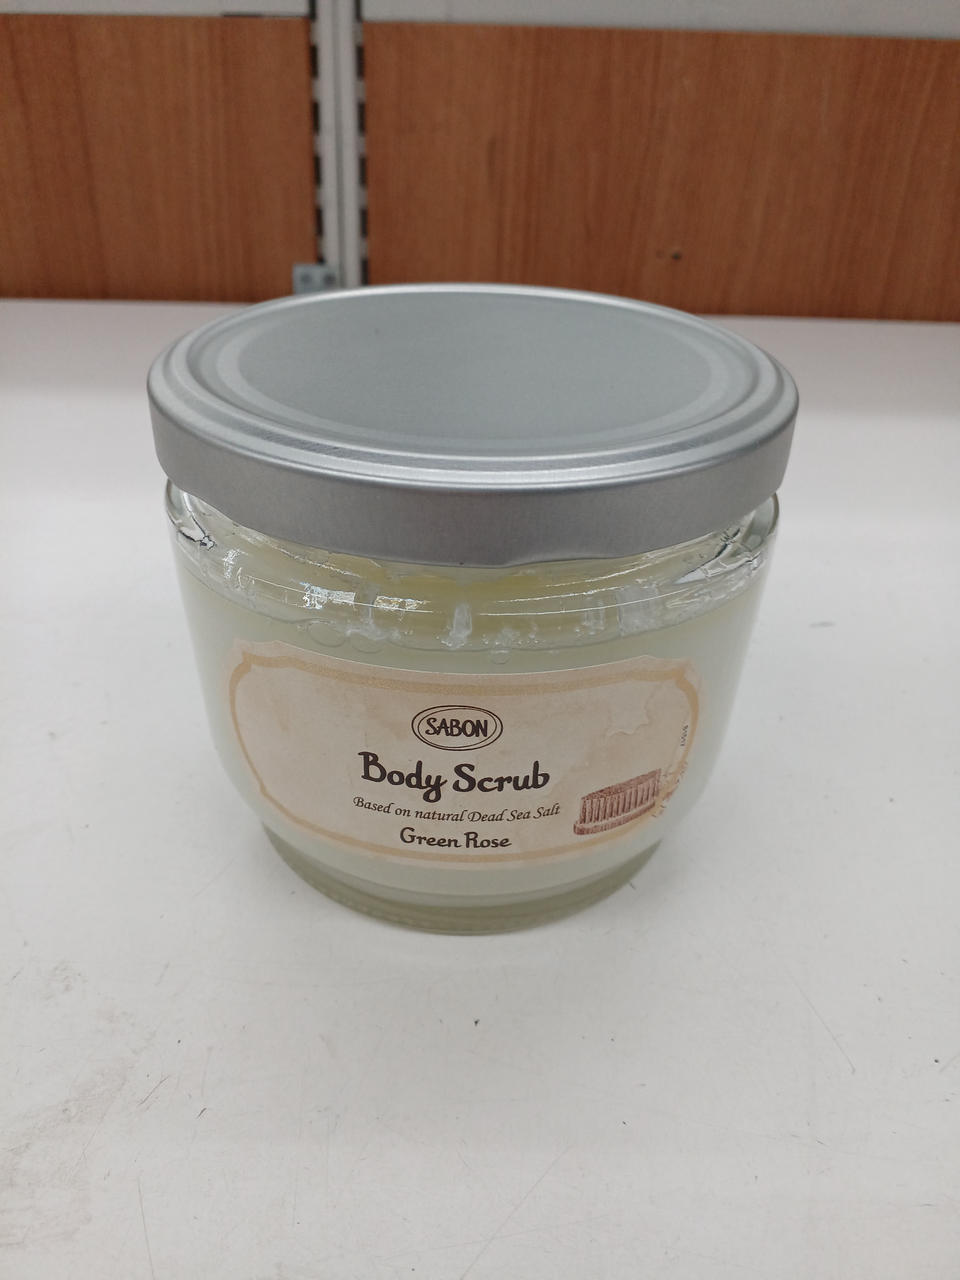 SABON
Body Scrub
Based on natural Dead Sea Salt
Green Rose